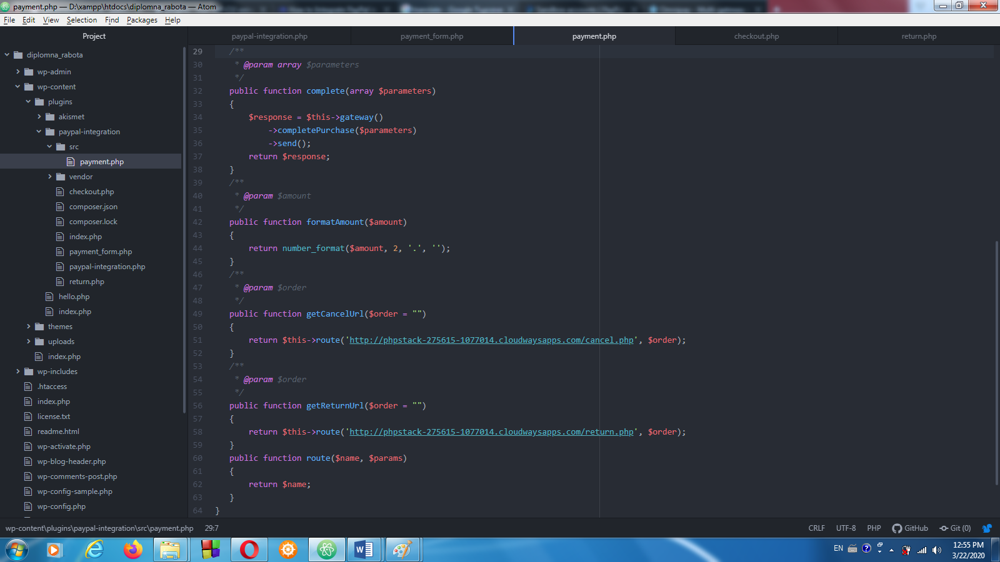 payment.php — D:\xampp\htdocs\diplomna_rabota — Atom
File Edit View Selection Find Packages Help
Project
diplomna_rabota
wp-admin
wp-content
plugins
akismet
paypal-integration
src
payment.php
vendor
checkout.php
composer.json
composer.lock
index.php
payment_form.php
paypal-integration.php
return.php
hello.php
index.php
themes
uploads
index.php
wp-includes
.htaccess
index.php
license.txt
readme.html
wp-activate.php
wp-blog-header.php
wp-comments-post.php
wp-config-sample.php
wp-config.php
paypal-integration.php payment_form.php payment.php checkout.php return.php
29 /**
30 * @param array $parameters
31 */
32 public function complete(array $parameters)
33 {
34 $response = $this->gateway()
35 ->completePurchase($parameters)
36 ->send();
37 return $response;
38 }
39 /**
40 * @param $amount
41 */
42 public function formatAmount($amount)
43 {
44 return number_format($amount, 2, '.', '');
45 }
46 /**
47 * @param $order
48 */
49 public function getCancelUrl($order = "")
50 {
51 return $this->route('http://phpstack-275615-1077014.cloudwaysapps.com/cancel.php', $order);
52 }
53 /**
54 * @param $order
55 */
56 public function getReturnUrl($order = "")
57 {
58 return $this->route('http://phpstack-275615-1077014.cloudwaysapps.com/return.php', $order);
59 }
60 public function route($name, $params)
61 {
62 return $name;
63 }
64 }
wp-content\plugins\paypal-integration\src\payment.php 29:7 CRLF UTF-8 PHP GitHub Git (0)
EN 12:55 PM
3/22/2020